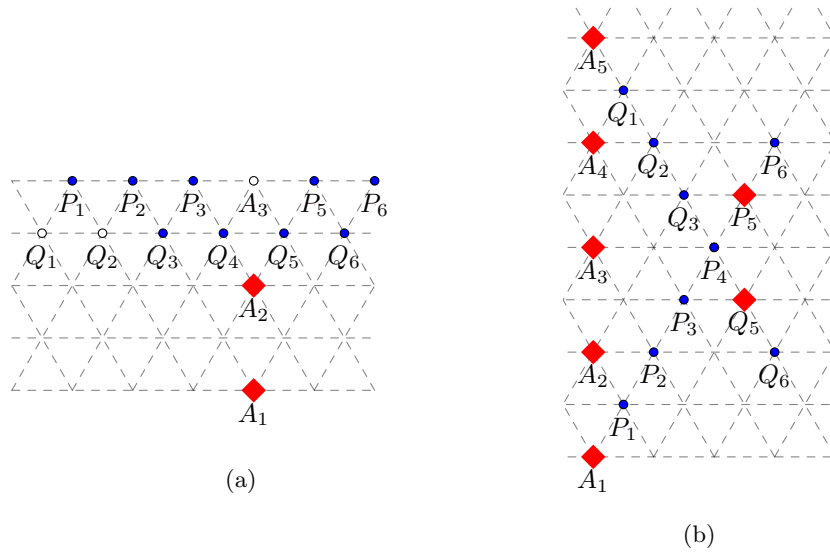 P₁ P₂ P₃ A₃ P₅ P₆
Q₁ Q₂ Q₃ Q₄ Q₅ Q₆
A₂
A₁
(a)
A₅
Q₁
A₄ Q₂ P₆
Q₃ P₅
A₃ P₄
P₃ Q₅
A₂ P₂ Q₆
P₁
A₁
(b)